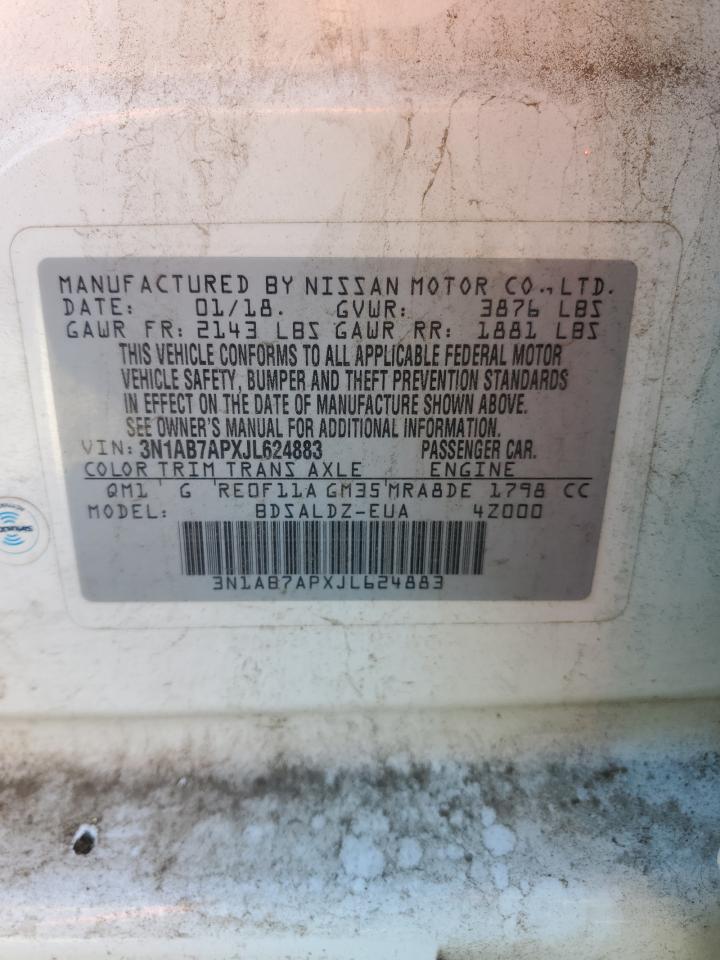 MANUFACTURED BY NISSAN MOTOR CO., LTD.
DATE: 01/18. GVWR: 3876 LBS
GAWR FR: 2143 LBS GAWR RR: 1881 LBS
THIS VEHICLE CONFORMS TO ALL APPLICABLE FEDERAL MOTOR
VEHICLE SAFETY, BUMPER AND THEFT PREVENTION STANDARDS
IN EFFECT ON THE DATE OF MANUFACTURE SHOWN ABOVE.
SEE OWNER'S MANUAL FOR ADDITIONAL INFORMATION.
VIN: 3N1AB7APXJL624883 PASSENGER CAR.
COLOR TRIM TRANS AXLE ENGINE
QM1 G RE0F11A GM35 MRA8DE 1798 CC
MODEL: BDSALDZ-EUA 4Z000
3N1AB7APXJL624883